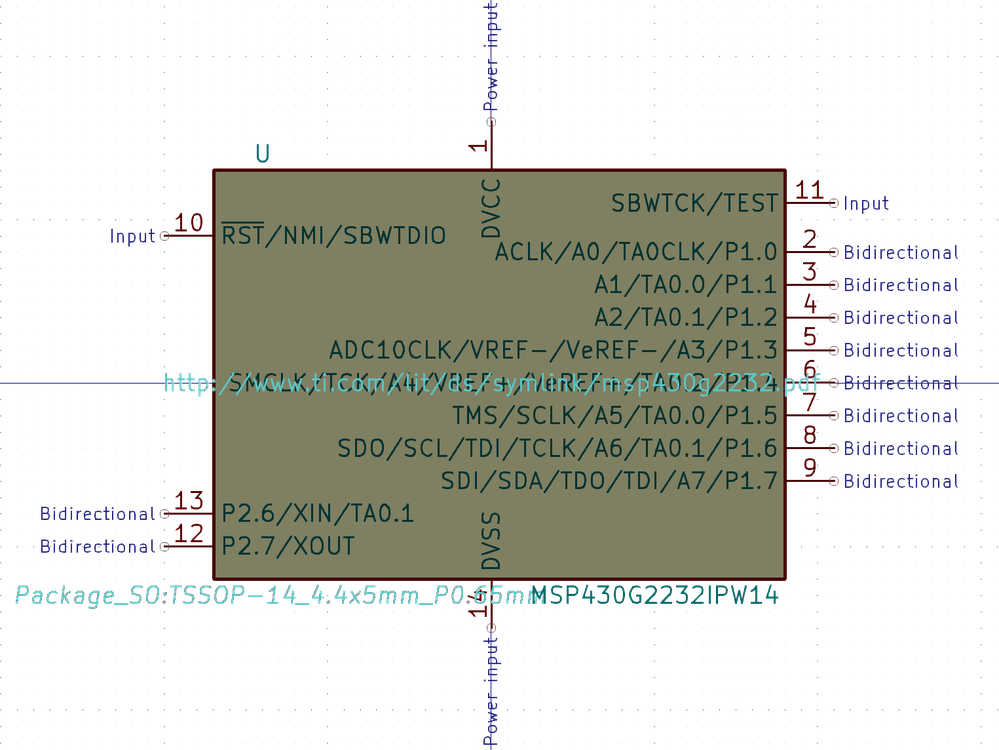 Power input
1
U
DVCC
SBWTCK/TEST 11 Input
Input 10 RST/NMI/SBWTDIO
ACLK/A0/TA0CLK/P1.0 2 Bidirectional
A1/TA0.0/P1.1 3 Bidirectional
A2/TA0.1/P1.2 4 Bidirectional
ADC10CLK/VREF-/VeREF-/A3/P1.3 5 Bidirectional
SMCLK/TCK/A4/VREF+/VeREF+/TA0.2/P1.4 6 Bidirectional
http://www.ti.com/lit/ds/symlink/msp430g2232.pdf
TMS/SCLK/A5/TA0.0/P1.5 7 Bidirectional
SDO/SCL/TDI/TCLK/A6/TA0.1/P1.6 8 Bidirectional
SDI/SDA/TDO/TDI/A7/P1.7 9 Bidirectional
Bidirectional 13 P2.6/XIN/TA0.1
Bidirectional 12 P2.7/XOUT
DVSS
Package_SO:TSSOP-14_4.4x5mm_P0.65mm MSP430G2232IPW14
14
Power input